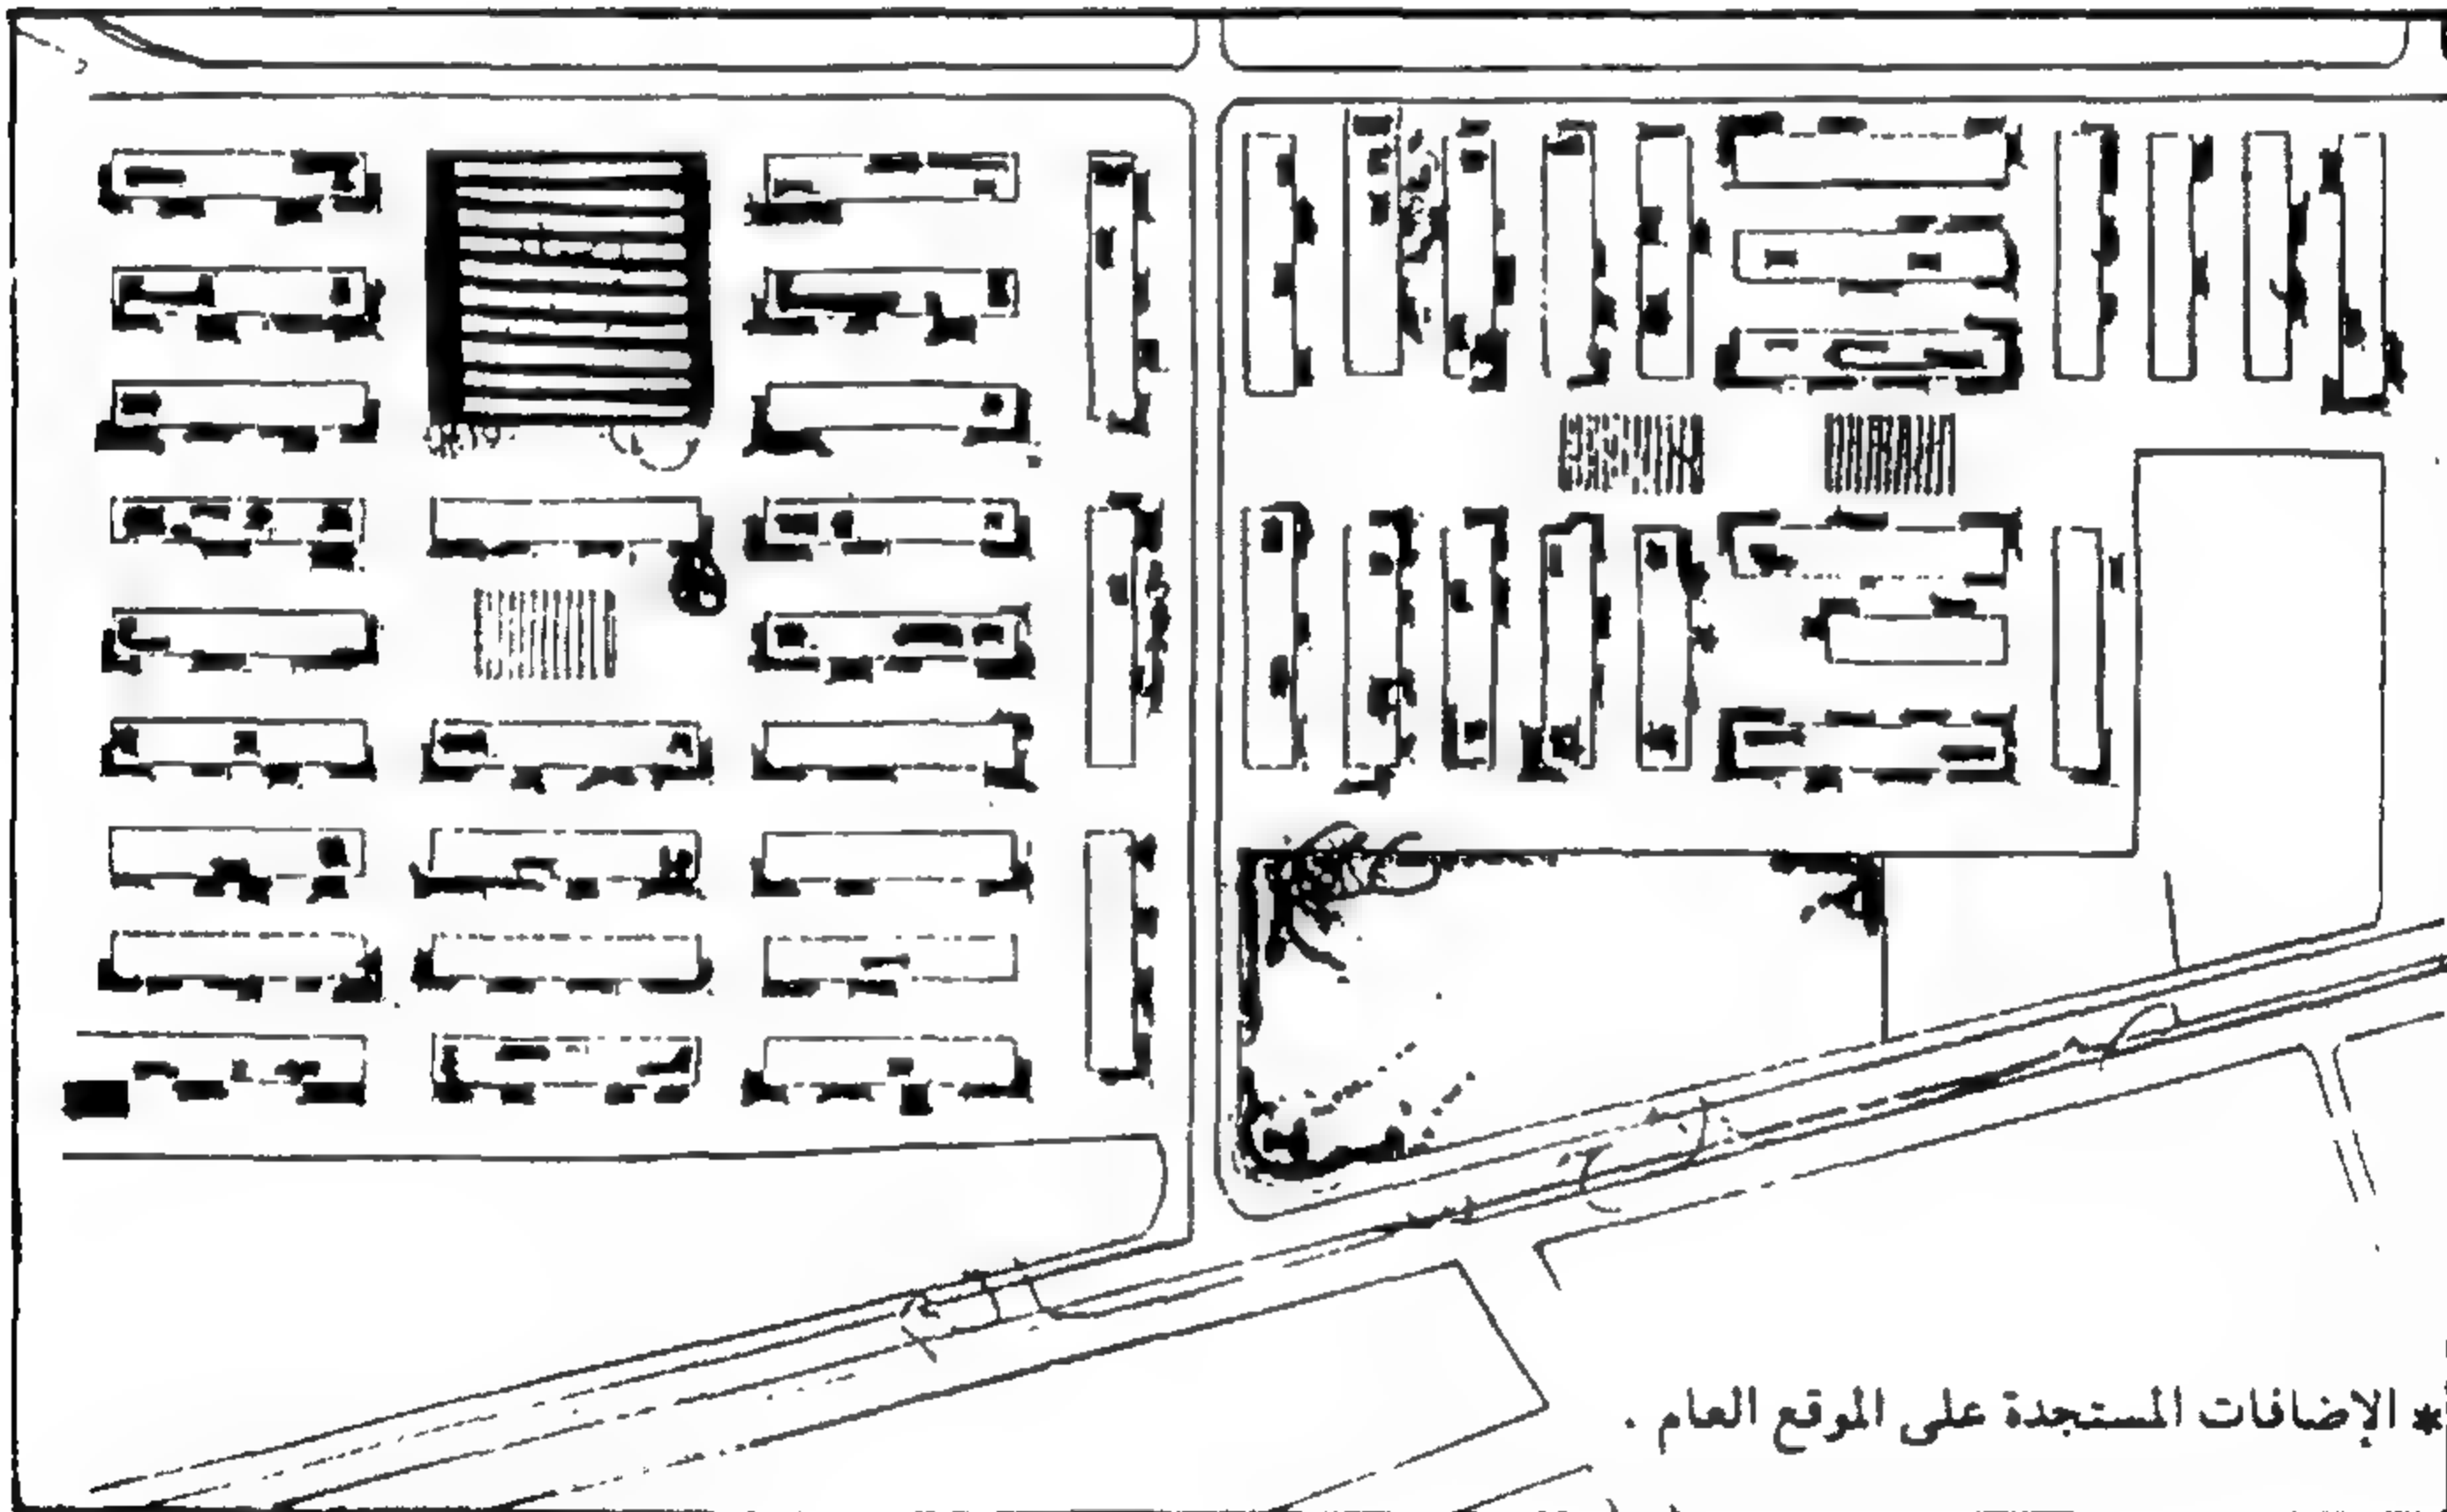 * الإضافات المستجدة على الموقع العام .